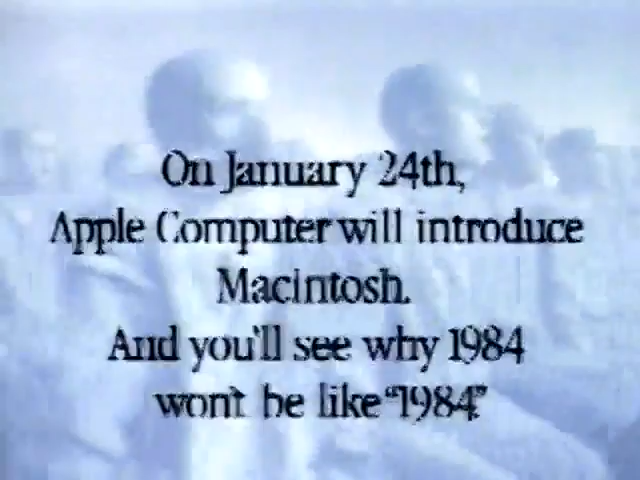 On January 24th,
Apple Computer will introduce
Macintosh.
And you'll see why 1984
won't be like "1984."